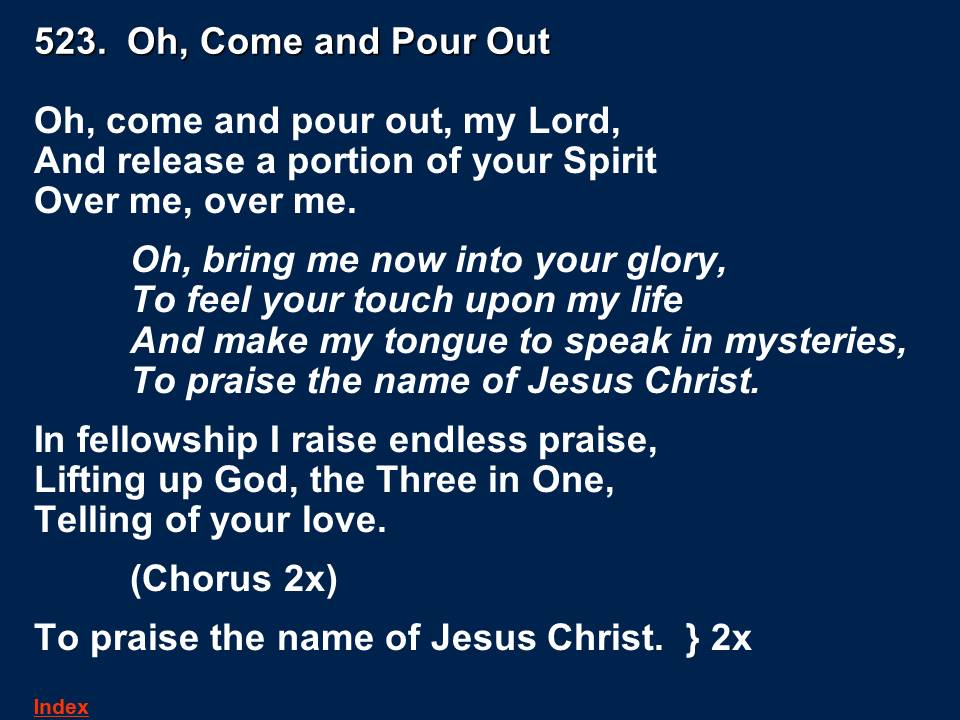 523.  Oh, Come and Pour Out
Oh, come and pour out, my Lord,
And release a portion of your Spirit
Over me, over me.
Oh, bring me now into your glory,
To feel your touch upon my life
And make my tongue to speak in mysteries,
To praise the name of Jesus Christ.
In fellowship I raise endless praise,
Lifting up God, the Three in One,
Telling of your love.
(Chorus 2x)
To praise the name of Jesus Christ.  } 2x
Index